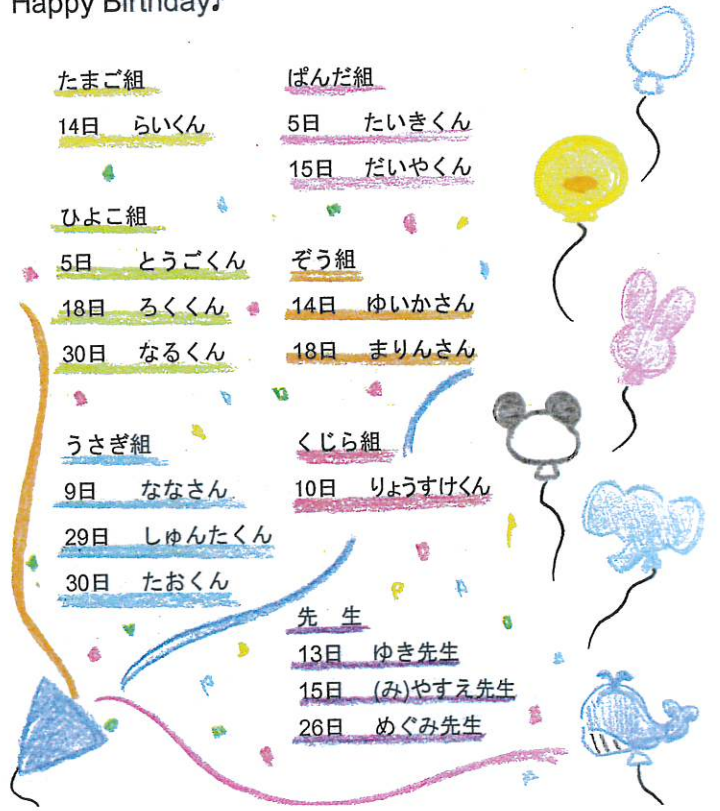 Happy Birthday♪
たまご組
14日 らいくん
ひよこ組
5日 とうごくん
18日 ろくくん
30日 なるくん
うさぎ組
9日 ななさん
29日 しゅんたくん
30日 たおくん
ぱんだ組
5日 たいきくん
15日 だいやくん
ぞう組
14日 ゆいかさん
18日 まりんさん
くじら組
10日 りょうすけくん
先 生
13日 ゆき先生
15日 (み)やすえ先生
26日 めぐみ先生